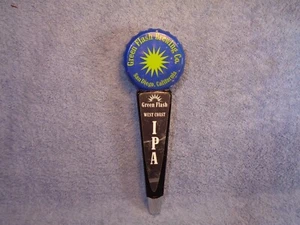 Green Flash Brewing Co.
San Diego, California
Green Flash
WEST COAST
IPA